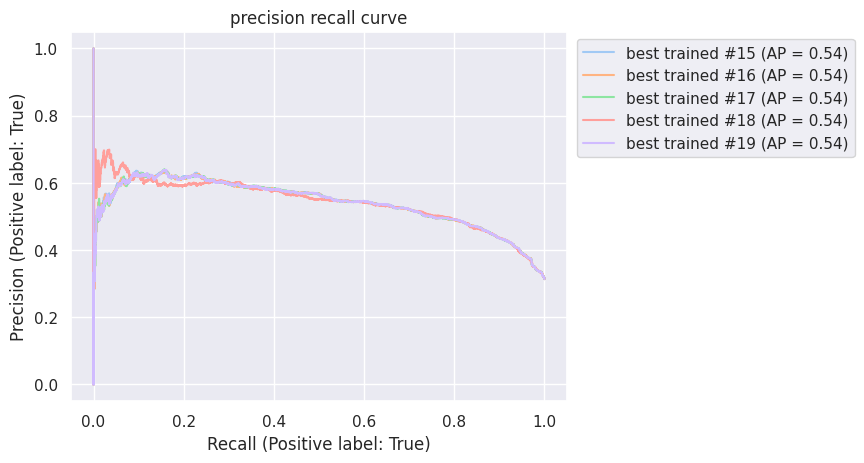 precision recall curve
1.0
0.8
0.6
0.4
0.2
0.0
Precision (Positive label: True)
0.0 0.2 0.4 0.6 0.8 1.0
Recall (Positive label: True)
best trained #15 (AP = 0.54)
best trained #16 (AP = 0.54)
best trained #17 (AP = 0.54)
best trained #18 (AP = 0.54)
best trained #19 (AP = 0.54)